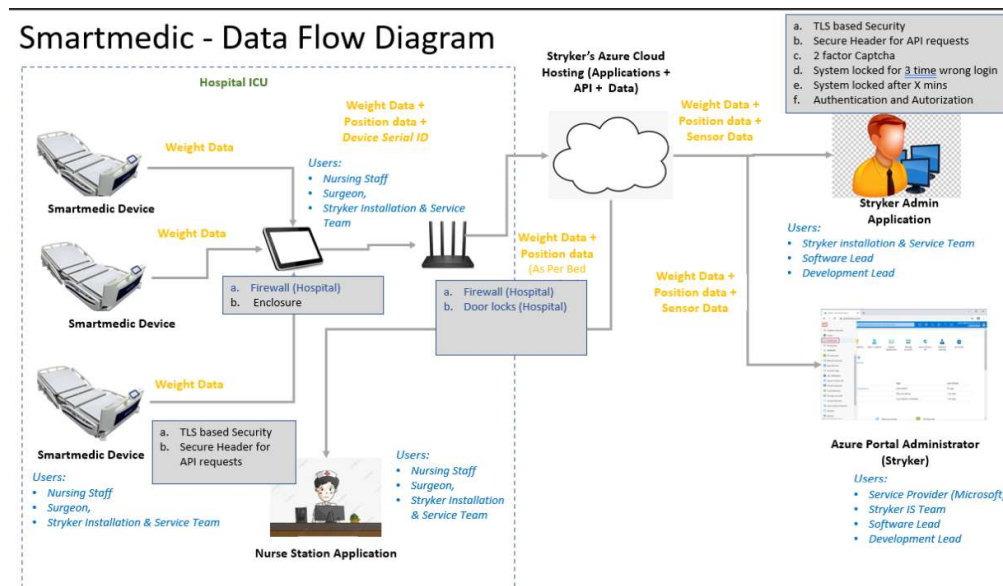 Smartmedic - Data Flow Diagram
Hospital ICU
Weight Data
Smartmedic Device
Weight Data
Smartmedic Device
Weight Data
Smartmedic Device
Users:
• Nursing Staff
• Surgeon,
• Stryker Installation & Service Team
a. TLS based Security
b. Secure Header for
API requests
Weight Data +
Position data +
Device Serial ID
Users:
• Nursing Staff
• Surgeon,
• Stryker Installation & Service
Team
a. Firewall (Hospital)
b. Enclosure
a. Firewall (Hospital)
b. Door locks (Hospital)
Weight Data +
Position data
(As Per Bed
Nurse Station Application
Users:
• Nursing Staff
• Surgeon,
• Stryker Installation
& Service Team
Stryker's Azure Cloud
Hosting (Applications +
API + Data)
Weight Data +
Position data +
Sensor Data
a. TLS based Security
b. Secure Header for API requests
c. 2 factor Captcha
d. System locked for 3 time wrong login
e. System locked after X mins
f. Authentication and Autorization
Stryker Admin
Application
Users:
• Stryker installation & Service Team
• Software Lead
• Development Lead
Weight Data +
Position data +
Sensor Data
Azure Portal Administrator
(Stryker)
Users:
• Service Provider (Microsoft)
• Stryker IS Team
• Software Lead
• Development Lead